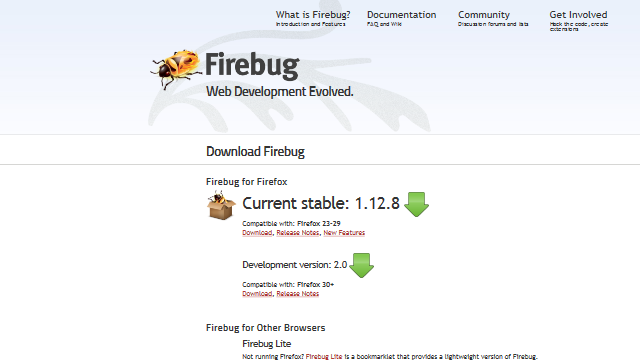 What is Firebug? Documentation Community Get Involved
Introduction and Features FAQ and Wiki Discussion forums and lists Hack the code, create extensions
Firebug
Web Development Evolved.
Download Firebug
Firebug for Firefox
Current stable: 1.12.8
Compatible with: Firefox 23-29
Download, Release Notes, New Features
Development version: 2.0
Compatible with: Firefox 30+
Download, Release Notes
Firebug for Other Browsers
Firebug Lite
Not running Firefox? Firebug Lite is a bookmarklet that provides a lightweight version of Firebug.